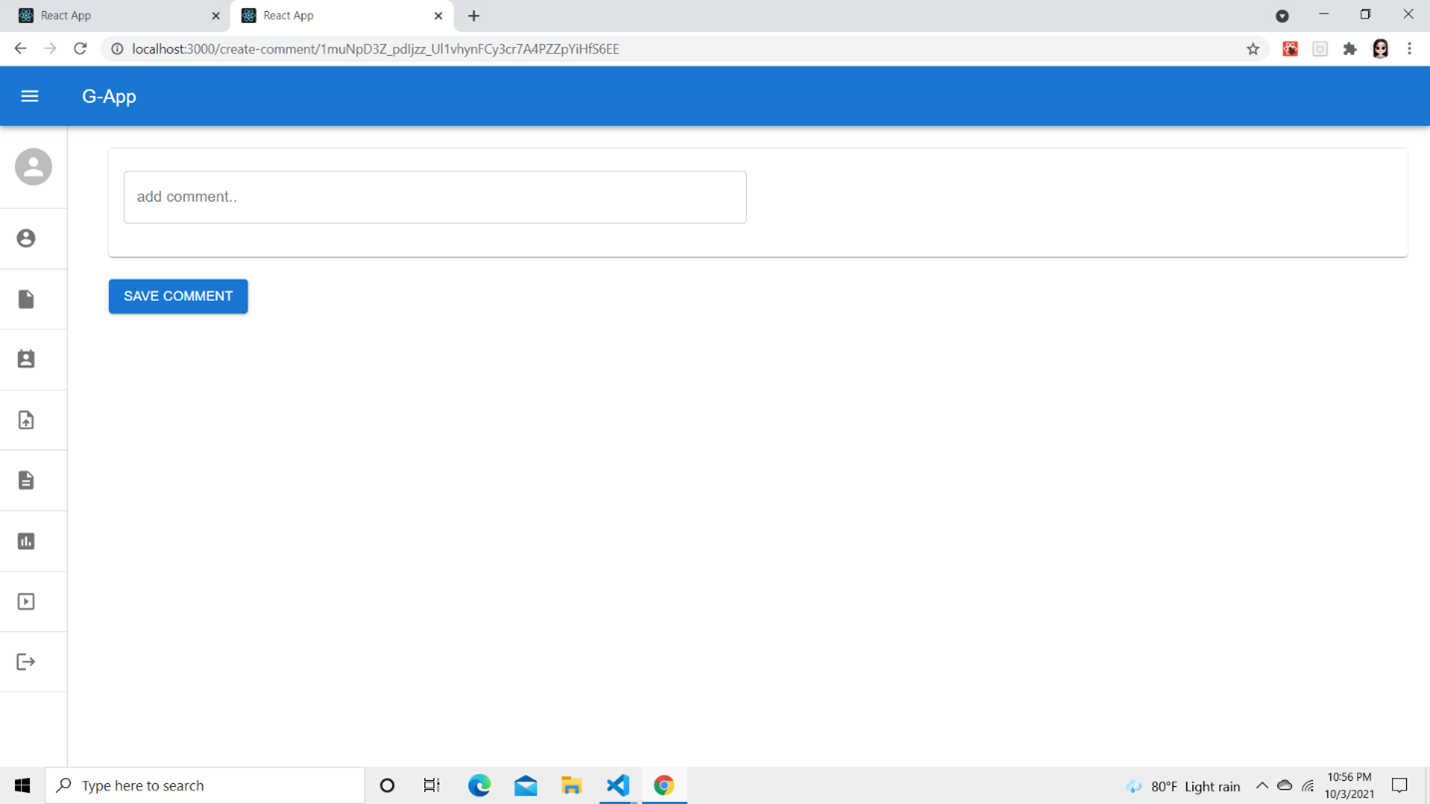 React App
React App
localhost:3000/create-comment/1muNpD3Z_pdIjzz_Ul1vhynFCy3cr7A4PZZpYiHfS6EE
G-App
add comment..
SAVE COMMENT
Type here to search
80°F Light rain
10:56 PM
10/3/2021